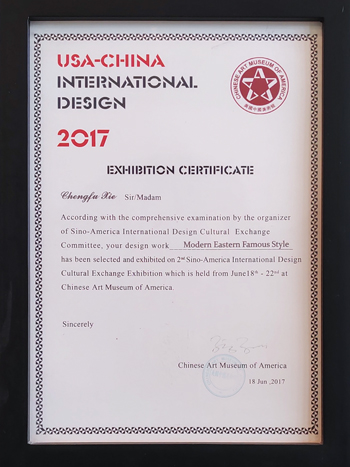 USA-CHINA
INTERNATIONAL
DESIGN
2017
CHINESE ART MUSEUM OF AMERICA
EXHIBITION CERTIFICATE
Chengfu Xie Sir/Madam
According with the comprehensive examination by the organizer
of Sino-America International Design Cultural Exchange
Committee, your design work Modern Eastern Famous Style
has been selected and exhibited on 2nd Sino-America International Design
Cultural Exchange Exhibition which is held from June18th - 22nd at
Chinese Art Museum of America
Sincerely
Chinese Art Museum of America
18 Jun ,2017